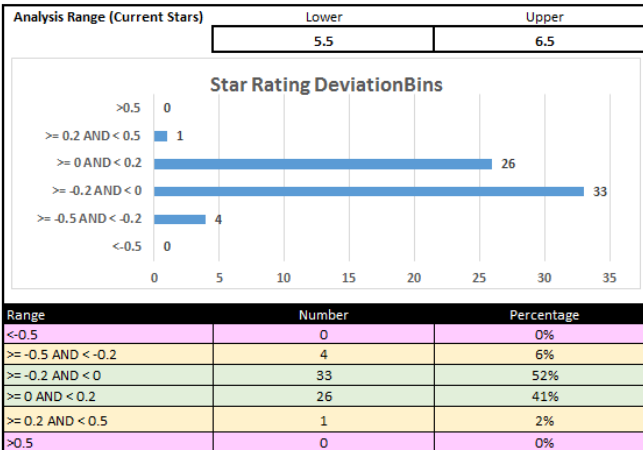 Analysis Range (Current Stars) Lower Upper
5.5 6.5
Star Rating DeviationBins
>0.5 0
>= 0.2 AND < 0.5 1
>= 0 AND < 0.2 26
>= -0.2 AND < 0 33
>= -0.5 AND < -0.2 4
<-0.5 0
0 5 10 15 20 25 30 35
Range Number Percentage
<-0.5 0 0%
>= -0.5 AND < -0.2 4 6%
>= -0.2 AND < 0 33 52%
>= 0 AND < 0.2 26 41%
>= 0.2 AND < 0.5 1 2%
>0.5 0 0%